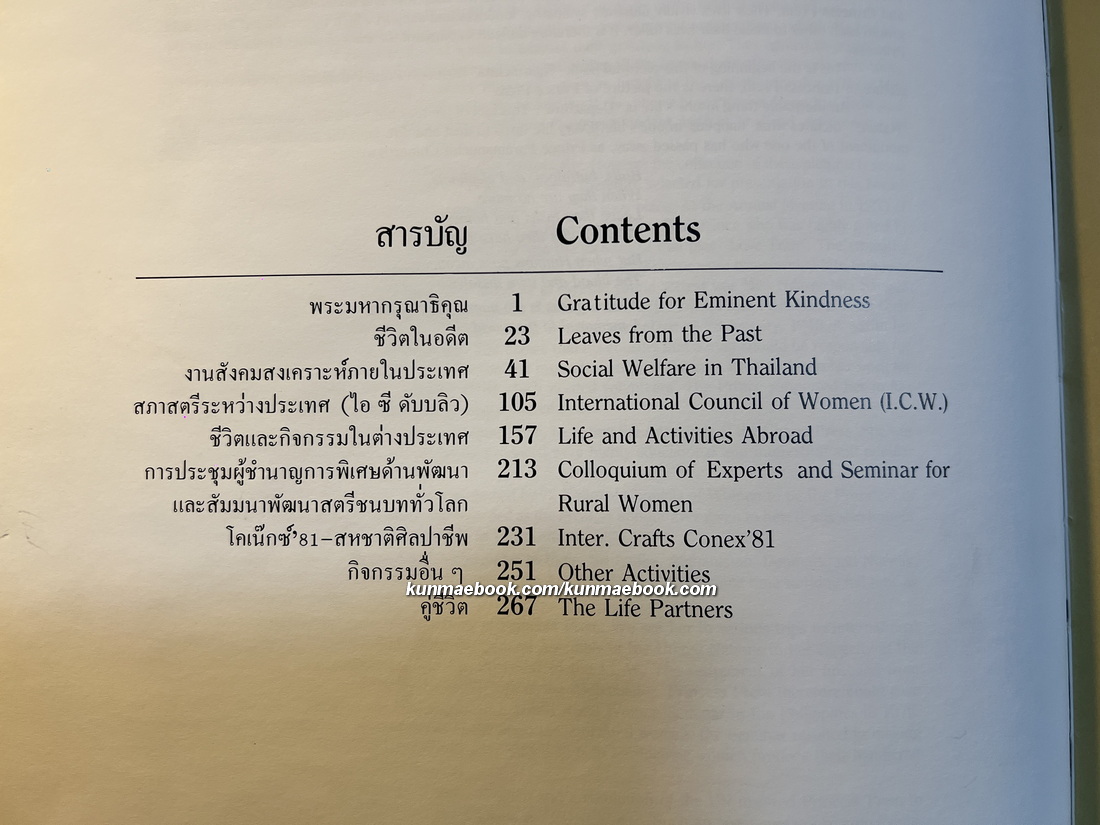 สารบัญ Contents
พระมหากรุณาธิคุณ 1 Gratitude for Eminent Kindness
ชีวิตในอดีต 23 Leaves from the Past
งานสังคมสงเคราะห์ภายในประเทศ 41 Social Welfare in Thailand
สภาสตรีระหว่างประเทศ (ไอ ซี ดับบลิว) 105 International Council of Women (I.C.W.)
ชีวิตและกิจกรรมในต่างประเทศ 157 Life and Activities Abroad
การประชุมผู้ชำนาญการพิเศษด้านพัฒนา 213 Colloquium of Experts and Seminar for
และสัมมนาพัฒนาสตรีชนบททั่วโลก Rural Women
โคเน๊กซ์'81-สหชาติศิลปาชีพ 231 Inter. Crafts Conex'81
กิจกรรมอื่น ๆ 251 Other Activities
kunmaebook.com/kunmaebook.com
คู่ชีวิต 267 The Life Partners